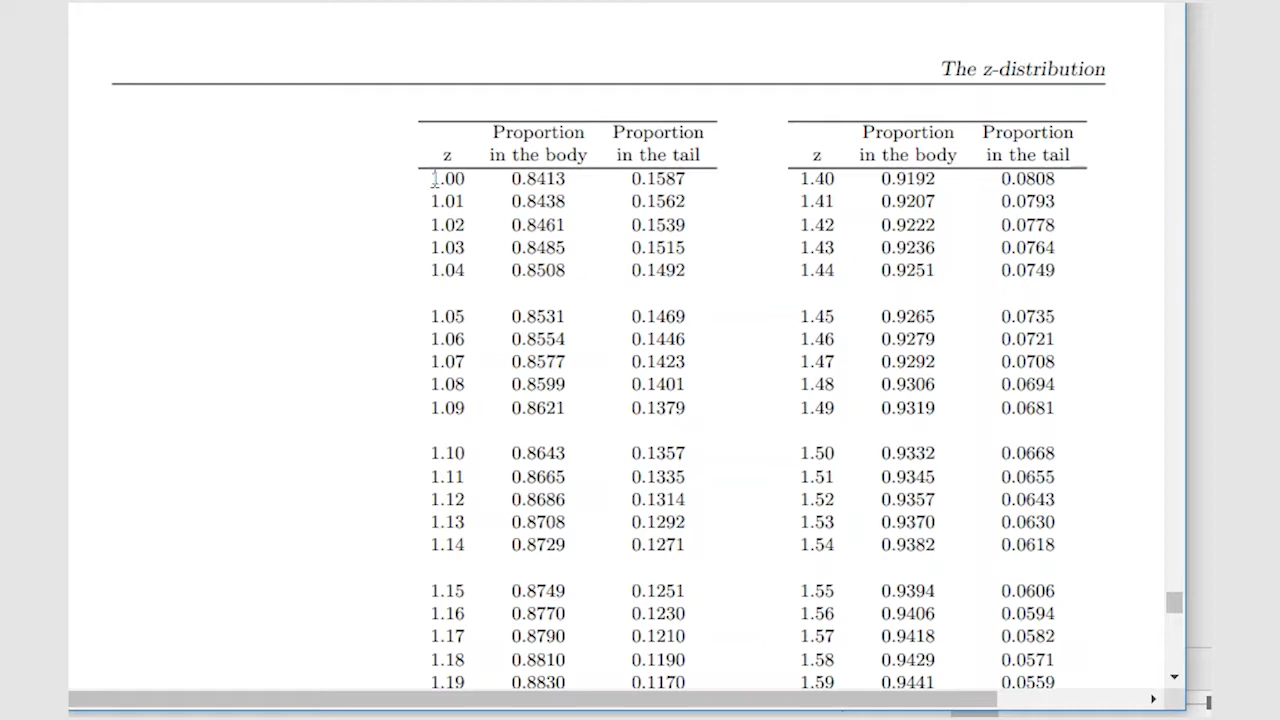 The z-distribution
Proportion Proportion Proportion Proportion
z in the body in the tail z in the body in the tail
1.00 0.8413 0.1587 1.40 0.9192 0.0808
1.01 0.8438 0.1562 1.41 0.9207 0.0793
1.02 0.8461 0.1539 1.42 0.9222 0.0778
1.03 0.8485 0.1515 1.43 0.9236 0.0764
1.04 0.8508 0.1492 1.44 0.9251 0.0749
1.05 0.8531 0.1469 1.45 0.9265 0.0735
1.06 0.8554 0.1446 1.46 0.9279 0.0721
1.07 0.8577 0.1423 1.47 0.9292 0.0708
1.08 0.8599 0.1401 1.48 0.9306 0.0694
1.09 0.8621 0.1379 1.49 0.9319 0.0681
1.10 0.8643 0.1357 1.50 0.9332 0.0668
1.11 0.8665 0.1335 1.51 0.9345 0.0655
1.12 0.8686 0.1314 1.52 0.9357 0.0643
1.13 0.8708 0.1292 1.53 0.9370 0.0630
1.14 0.8729 0.1271 1.54 0.9382 0.0618
1.15 0.8749 0.1251 1.55 0.9394 0.0606
1.16 0.8770 0.1230 1.56 0.9406 0.0594
1.17 0.8790 0.1210 1.57 0.9418 0.0582
1.18 0.8810 0.1190 1.58 0.9429 0.0571
1.19 0.8830 0.1170 1.59 0.9441 0.0559